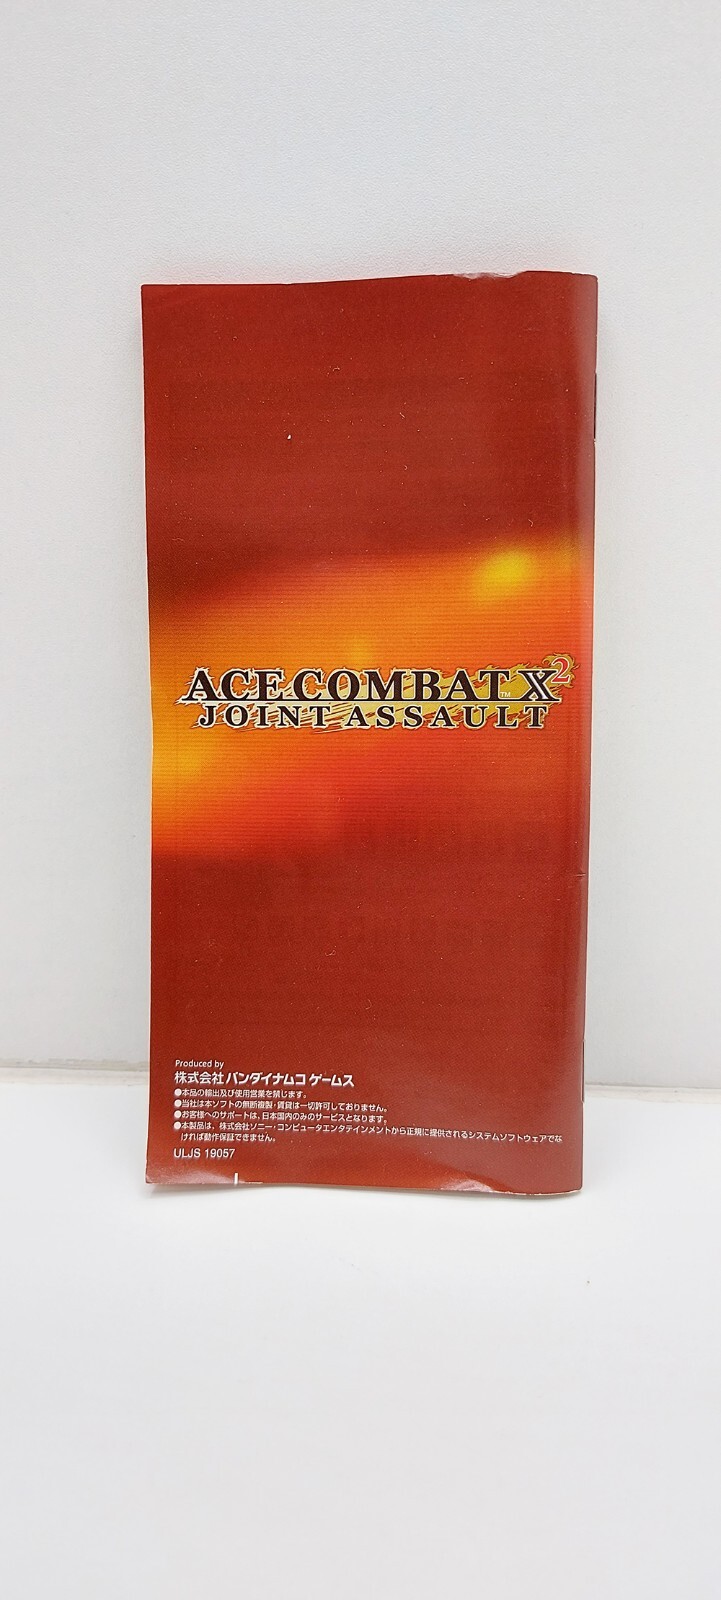 ACE COMBAT™ X2
JOINT ASSAULT
Produced by
株式会社 バンダイナムコ ゲームス
●本品の輸出及び使用営業を禁じます。
●当社は本ソフトの無断複製・賃貸は一切許可しておりません。
●お客様へのサポートは、日本国内のみのサービスとなります。
●本製品は、株式会社ソニー・コンピュータエンタテインメントから正規に提供されるシステムソフトウェアでな
ければ動作保証できません。
ULJS 19057